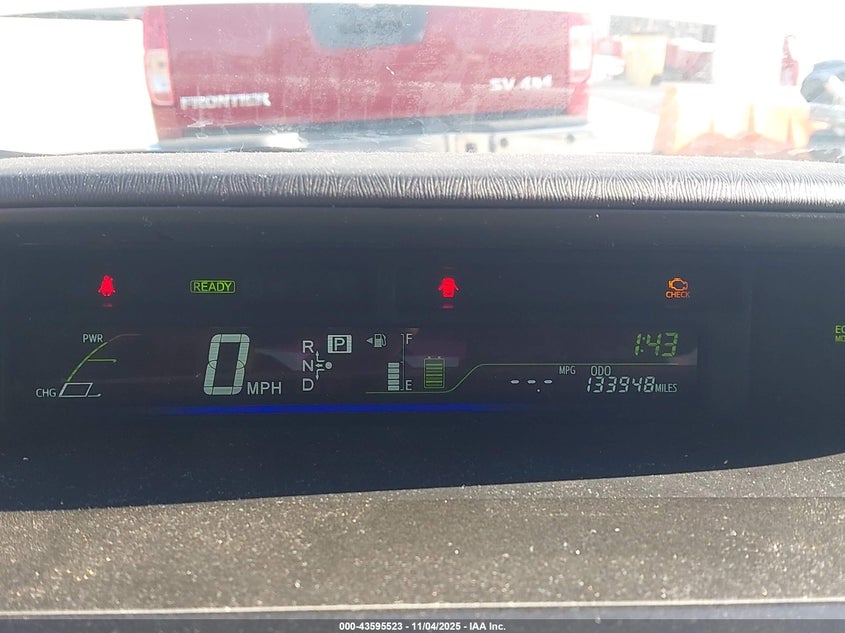 FRONTIER
SV 4X4
READY
CHECK
PWR
CHG
0 MPH
R
N
D
P
F
E
1:43
MPG
ODO
--.-
133948 MILES
000-43595523 - 11/04/2025 - IAA Inc.